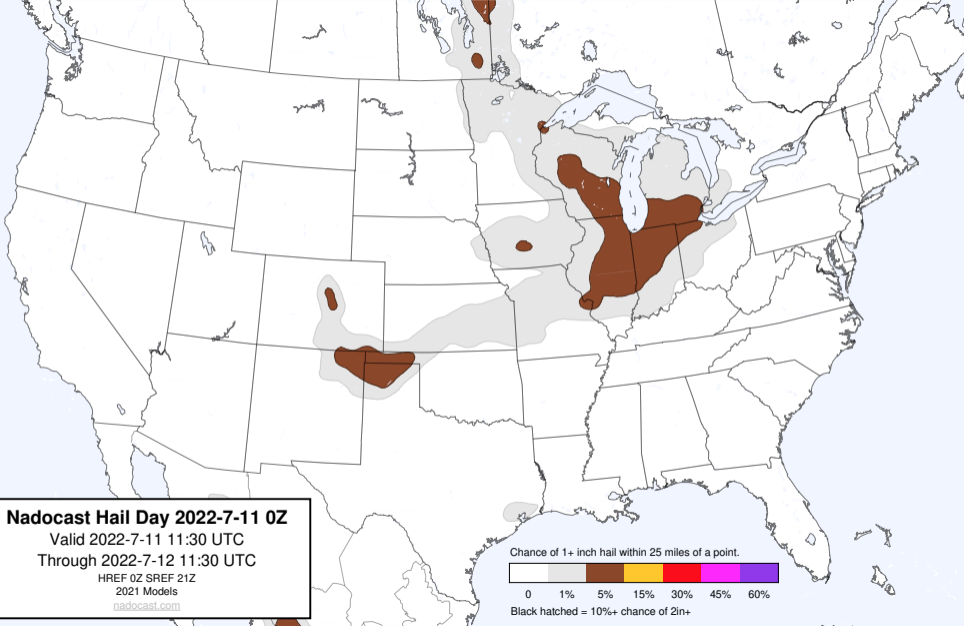 Nadocast Hail Day 2022-7-11 0Z
Valid 2022-7-11 11:30 UTC
Through 2022-7-12 11:30 UTC
HREF 0Z SREF 21Z
2021 Models
nadocast.com
Chance of 1+ inch hail within 25 miles of a point.
0 1% 5% 15% 30% 45% 60%
Black hatched = 10%+ chance of 2in+